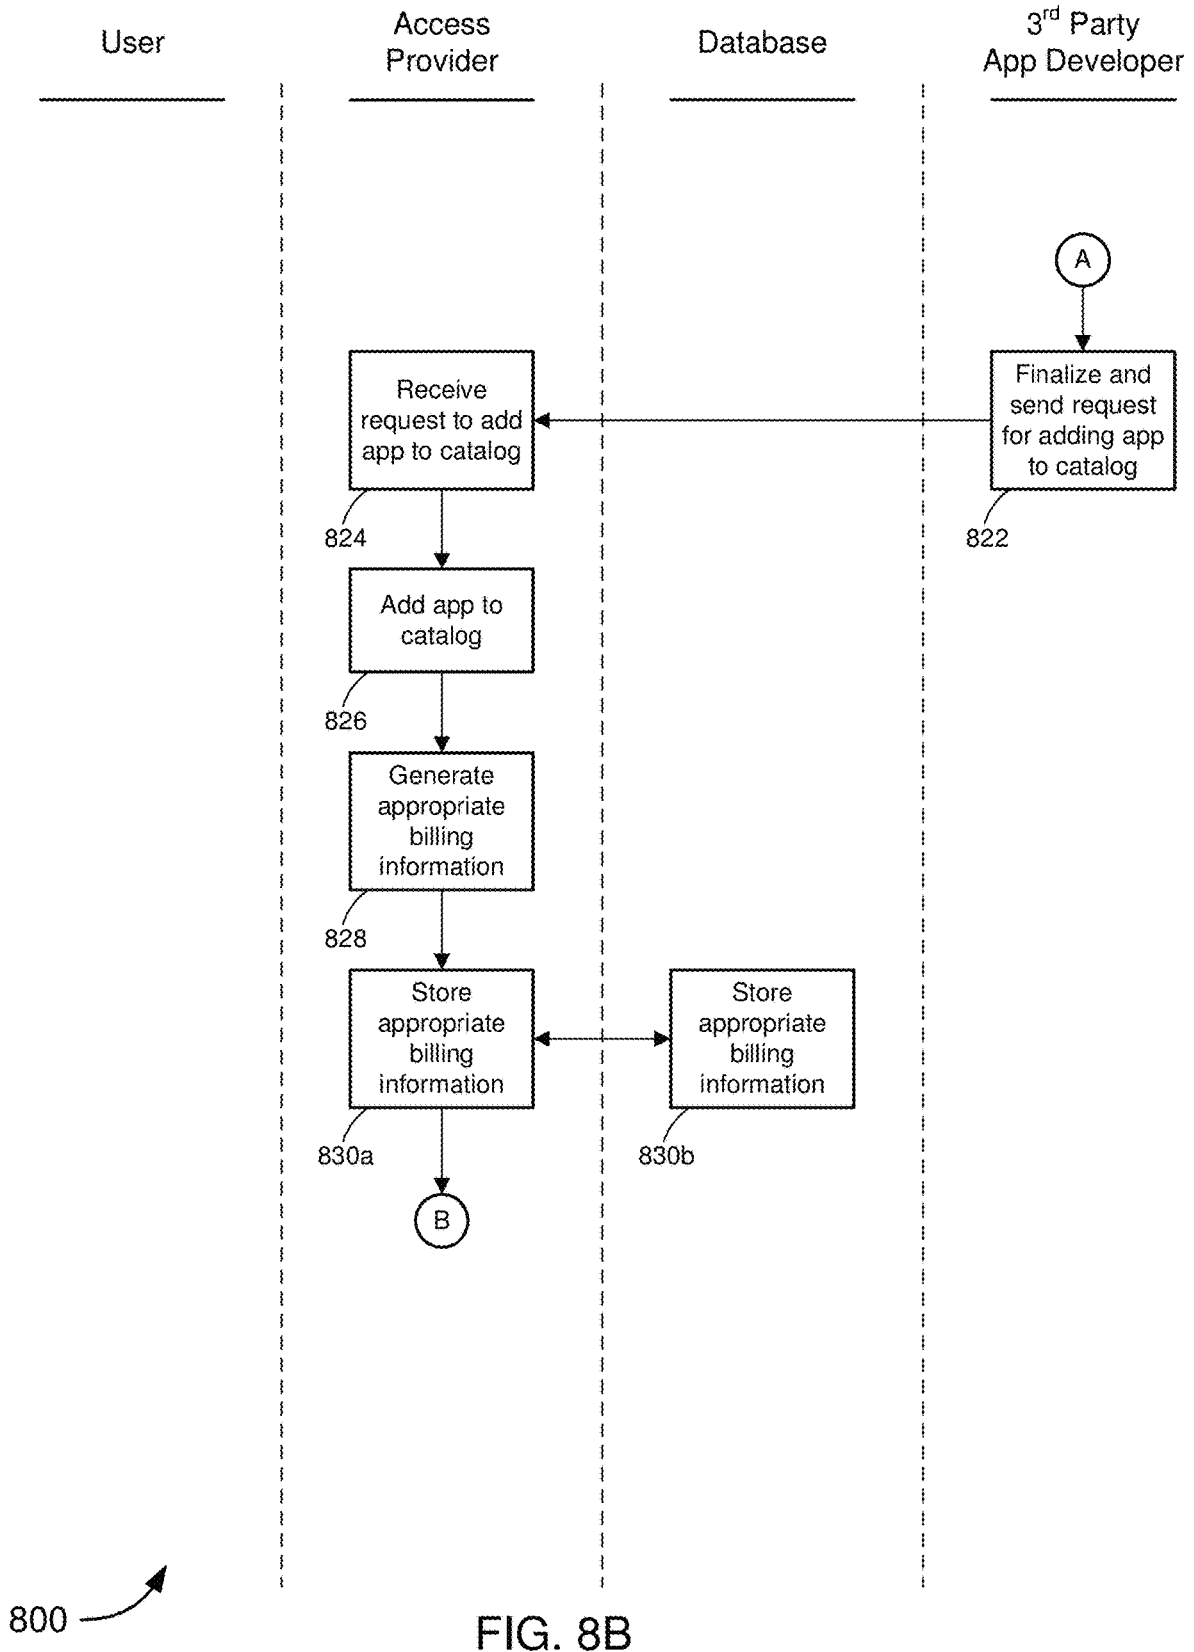 User
Access
Provider
Database
3rd Party
App Developer
A
Receive
request to add
app to catalog
824
Finalize and
send request
for adding app
to catalog
822
Add app to
catalog
826
Generate
appropriate
billing
information
828
Store
appropriate
billing
information
830a
Store
appropriate
billing
information
830b
B
800
FIG. 8B